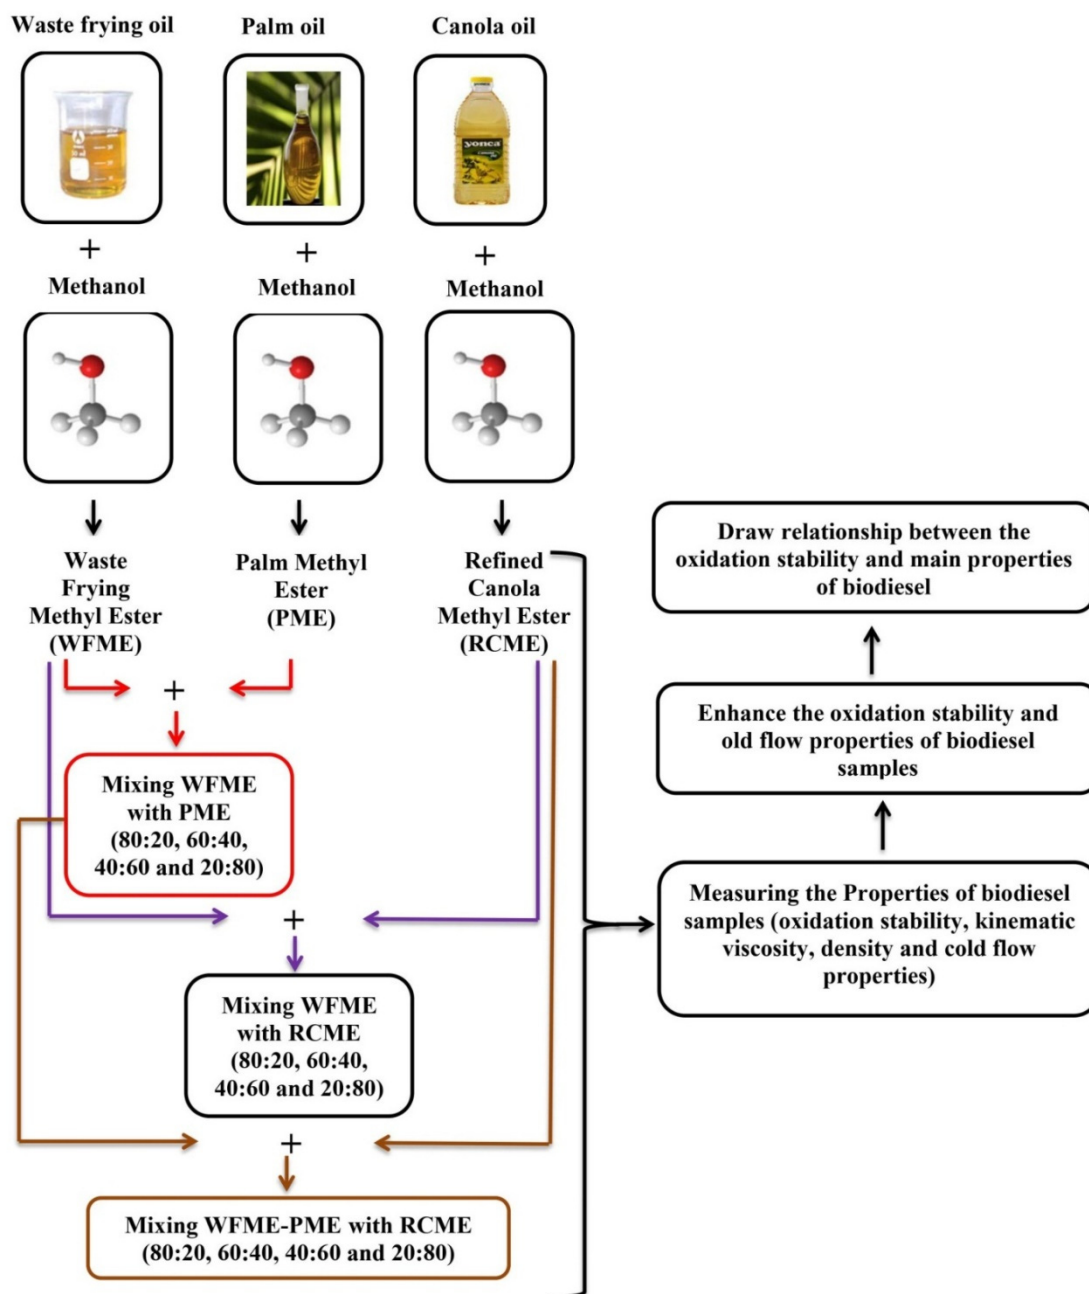 Waste frying oil
Palm oil
Canola oil
yonca
+
+
+
Methanol
Methanol
Methanol
Waste
Frying
Methyl Ester
(WFME)
Palm Methyl
Ester
(PME)
Refined
Canola
Methyl Ester
(RCME)
+
Mixing WFME
with PME
(80:20, 60:40,
40:60 and 20:80)
+
Mixing WFME
with RCME
(80:20, 60:40,
40:60 and 20:80)
+
Mixing WFME-PME with RCME
(80:20, 60:40, 40:60 and 20:80)
Measuring the Properties of biodiesel
samples (oxidation stability, kinematic
viscosity, density and cold flow
properties)
Enhance the oxidation stability and
old flow properties of biodiesel
samples
Draw relationship between the
oxidation stability and main properties
of biodiesel